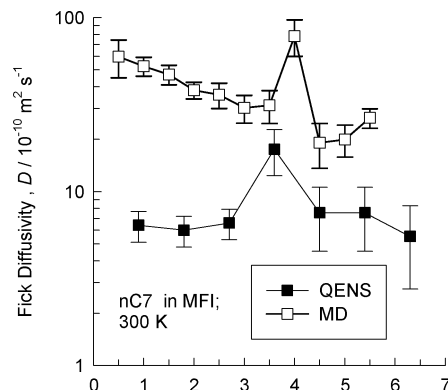 100
10
1
Fick Diffusivity , D / 10⁻¹⁰ m² s⁻¹
nC7 in MFI;
300 K
QENS
MD
0 1 2 3 4 5 6 7